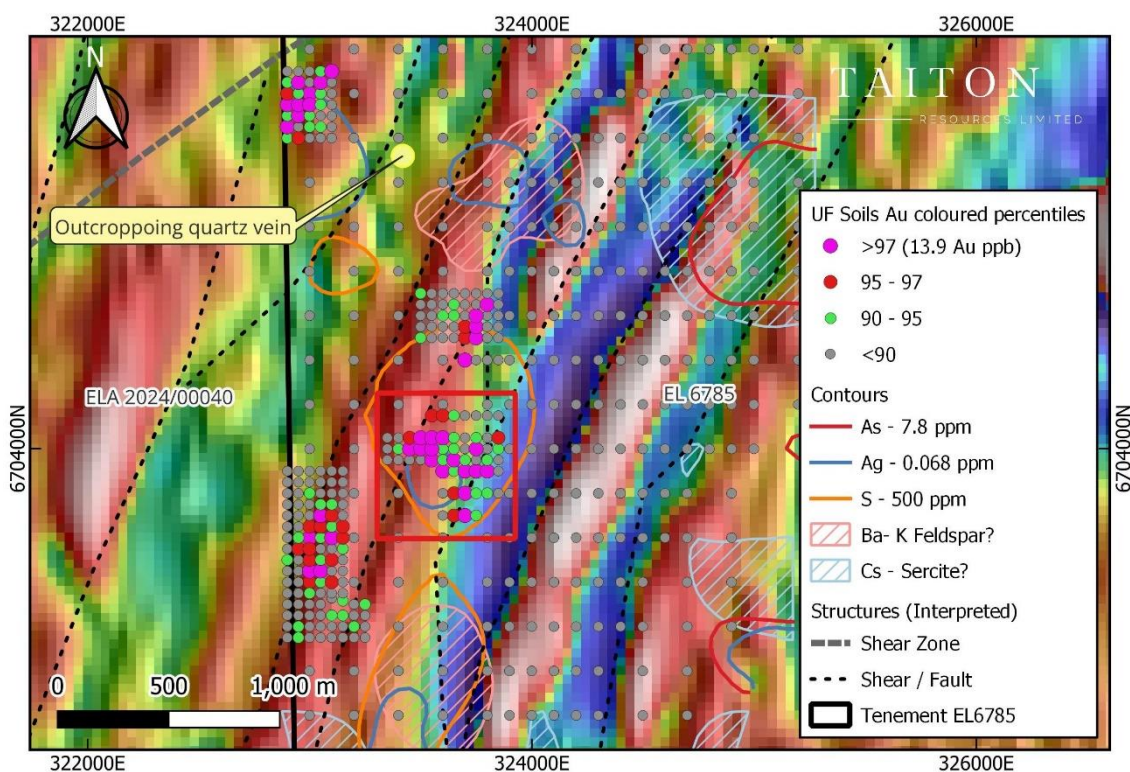 322000E
324000E
326000E
N
TAITON
RESOURCES LIMITED
Outcroppoing quartz vein
ELA 2024/00040
EL 6785
6704000N
6704000N
UF Soils Au coloured percentiles
>97 (13.9 Au ppb)
95 - 97
90 - 95
<90
Contours
As - 7.8 ppm
Ag - 0.068 ppm
S - 500 ppm
Ba- K Feldspar?
Cs - Sercite?
Structures (Interpreted)
Shear Zone
Shear / Fault
Tenement EL6785
0 500 1,000 m
322000E
324000E
326000E